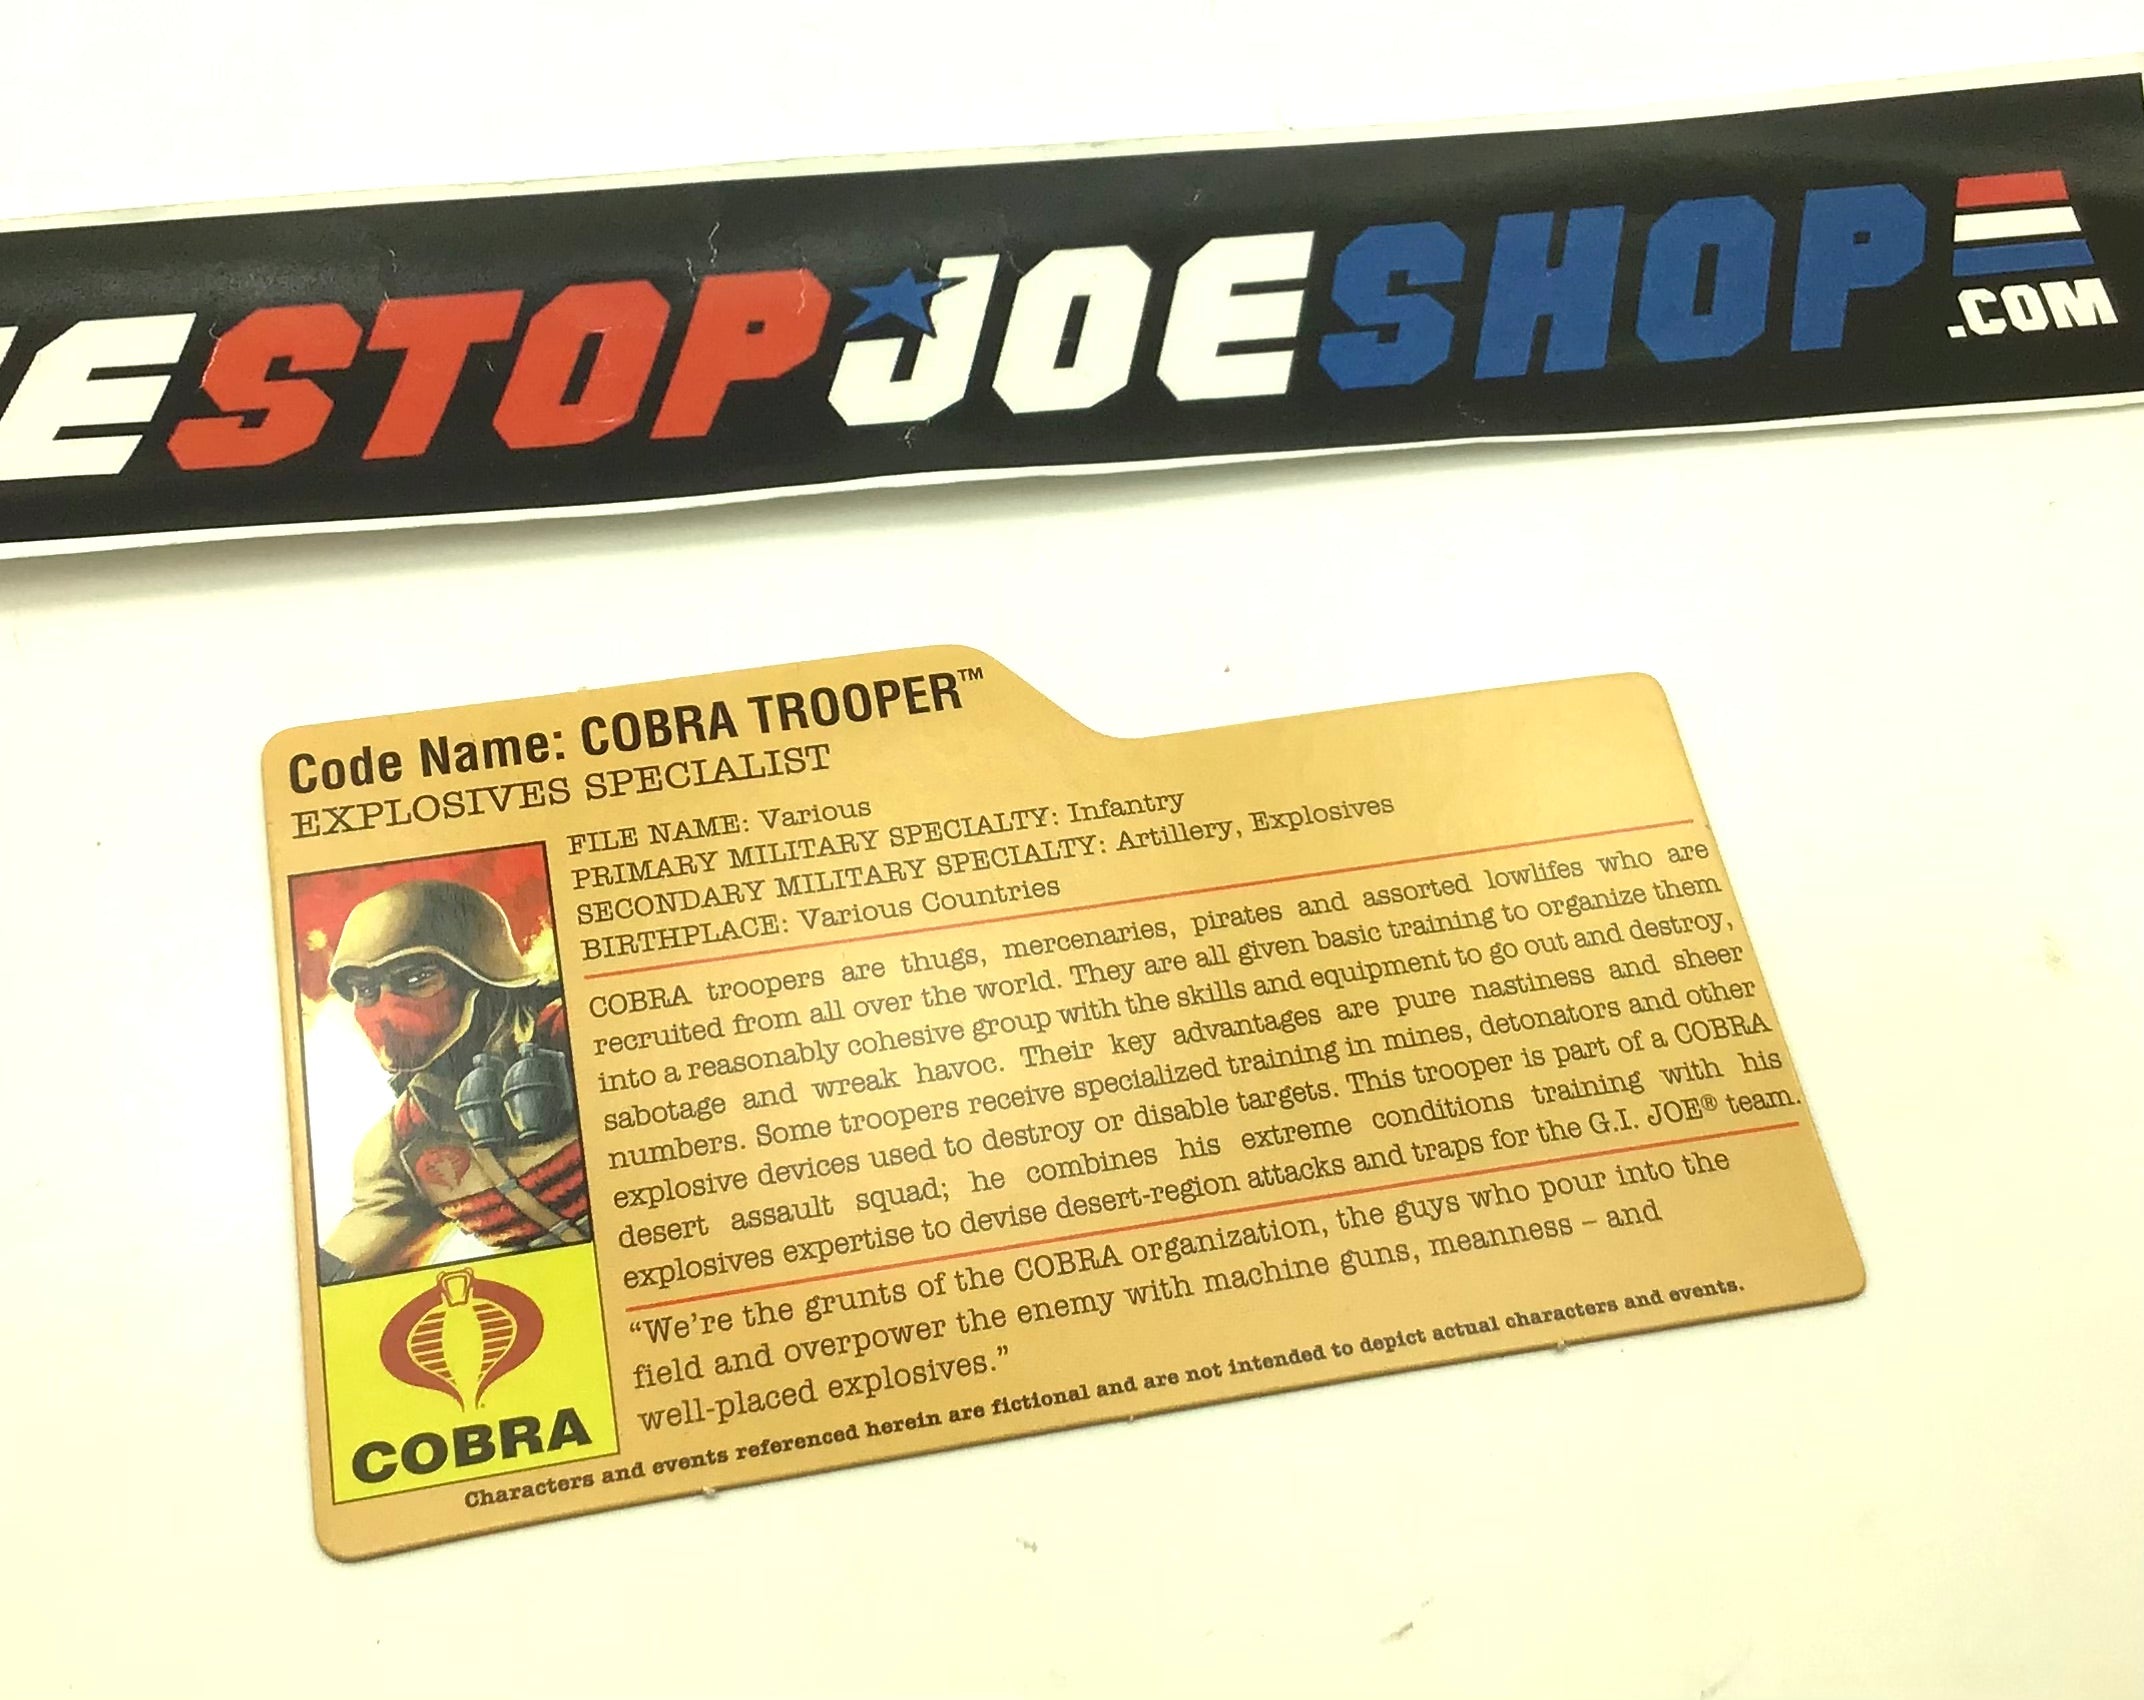 ESTOPJOESHOP
.COM
Code Name: COBRA TROOPER™
EXPLOSIVES SPECIALIST
FILE NAME: Various
PRIMARY MILITARY SPECIALTY: Infantry
SECONDARY MILITARY SPECIALTY: Artillery, Explosives
BIRTHPLACE: Various Countries
COBRA troopers are thugs, mercenaries, pirates and assorted lowlifes who are
recruited from all over the world. They are all given basic training to organize them
into a reasonably cohesive group with the skills and equipment to go out and destroy,
sabotage and wreak havoc. Their key advantages are pure nastiness and sheer
numbers. Some troopers receive specialized training in mines, detonators and other
explosive devices used to destroy or disable targets. This trooper is part of a COBRA
desert assault squad; he combines his extreme conditions training with his
explosives expertise to devise desert-region attacks and traps for the G.I. JOE® team.
“We’re the grunts of the COBRA organization, the guys who pour into the
field and overpower the enemy with machine guns, meanness – and
well-placed explosives.”
COBRA
Characters and events referenced herein are fictional and are not intended to depict actual characters and events.